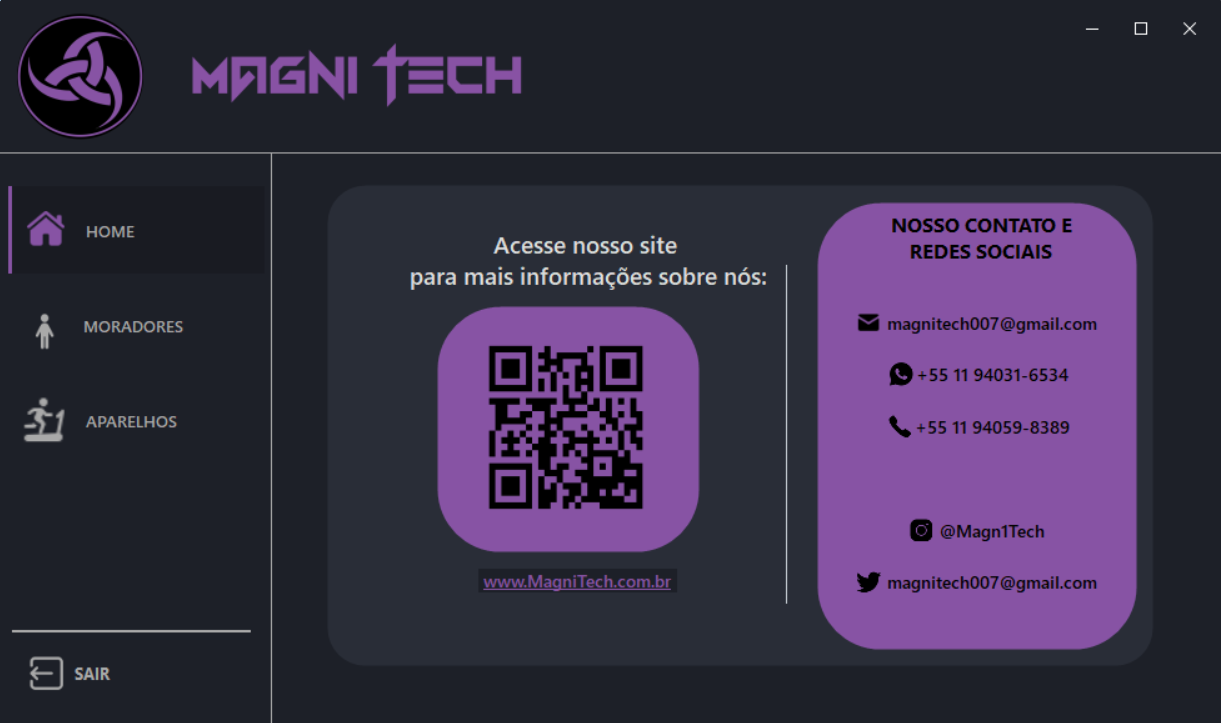 MAGNI TECH
HOME
MORADORES
APARELHOS
SAIR
Acesse nosso site
para mais informações sobre nós:
www.MagniTech.com.br
NOSSO CONTATO E
REDES SOCIAIS
magnitech007@gmail.com
+55 11 94031-6534
+55 11 94059-8389
@Magn1Tech
magnitech007@gmail.com